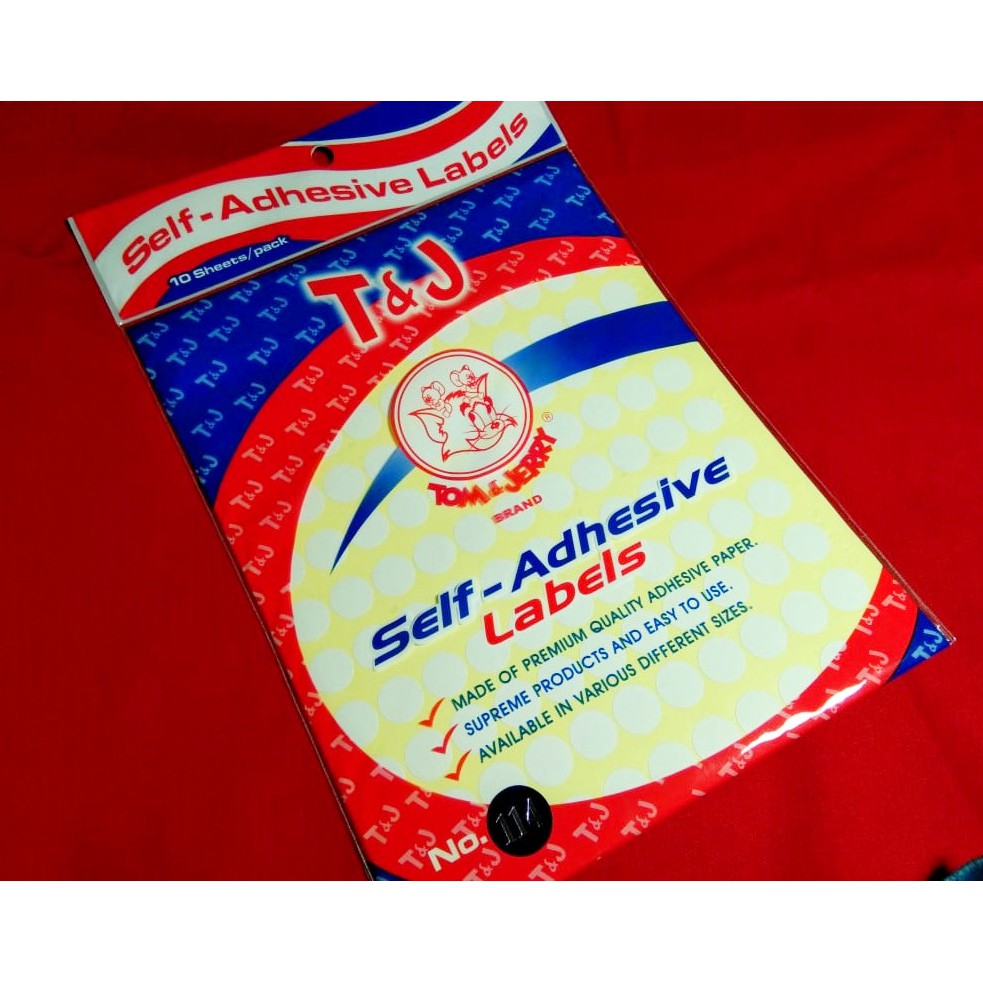 Self-Adhesive Labels
10 Sheets/pack
T&J
TOM & JERRY ®
BRAND
Self-Adhesive
Labels
MADE OF PREMIUM QUALITY ADHESIVE PAPER.
SUPREME PRODUCTS AND EASY TO USE.
AVAILABLE IN VARIOUS DIFFERENT SIZES.
No. 114